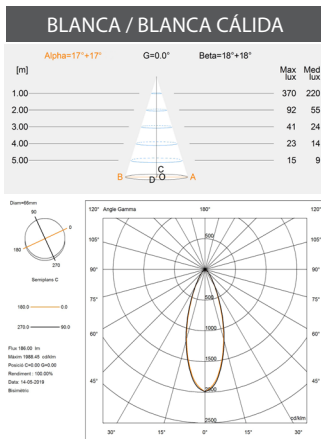 BLANCA / BLANCA CÁLIDA
Alpha=17°+17° G=0.0° Beta=18°+18°
[m] Max lux Med lux
1.00 370 220
2.00 92 55
3.00 41 24
4.00 23 14
5.00 15 9
C
B D O A
Diam=86mm
90
0
180
270
Semiplans C
180.0 0.0
270.0 90.0
Flux 186.00 lm
Màxim 1988.45 cd/klm
Posició C=0.00 G=0.00
Rendiment : 100.00%
Data 14-05-2018
Bisimètric
120° Angle Gamma 180° 120°
105° 500 105°
90° 90°
75° 500 75°
60° 1000 60°
1500
45° 2000 45°
2500 cd/klm
30° 15° 0° 15° 30°